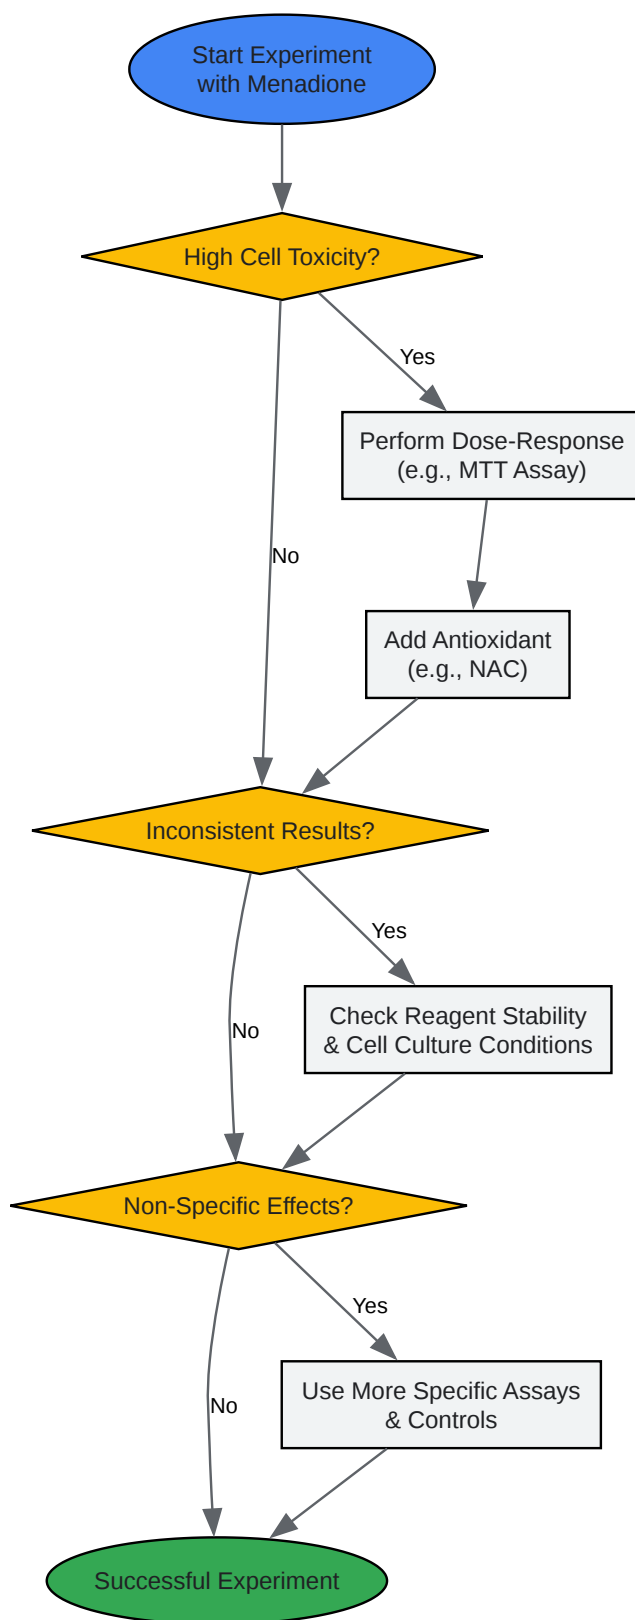 Start Experiment
with Menadione
High Cell Toxicity?
Yes
Perform Dose-Response
(e.g., MTT Assay)
No
Add Antioxidant
(e.g., NAC)
Inconsistent Results?
Yes
Check Reagent Stability
& Cell Culture Conditions
No
Non-Specific Effects?
Yes
Use More Specific Assays
& Controls
No
Successful Experiment